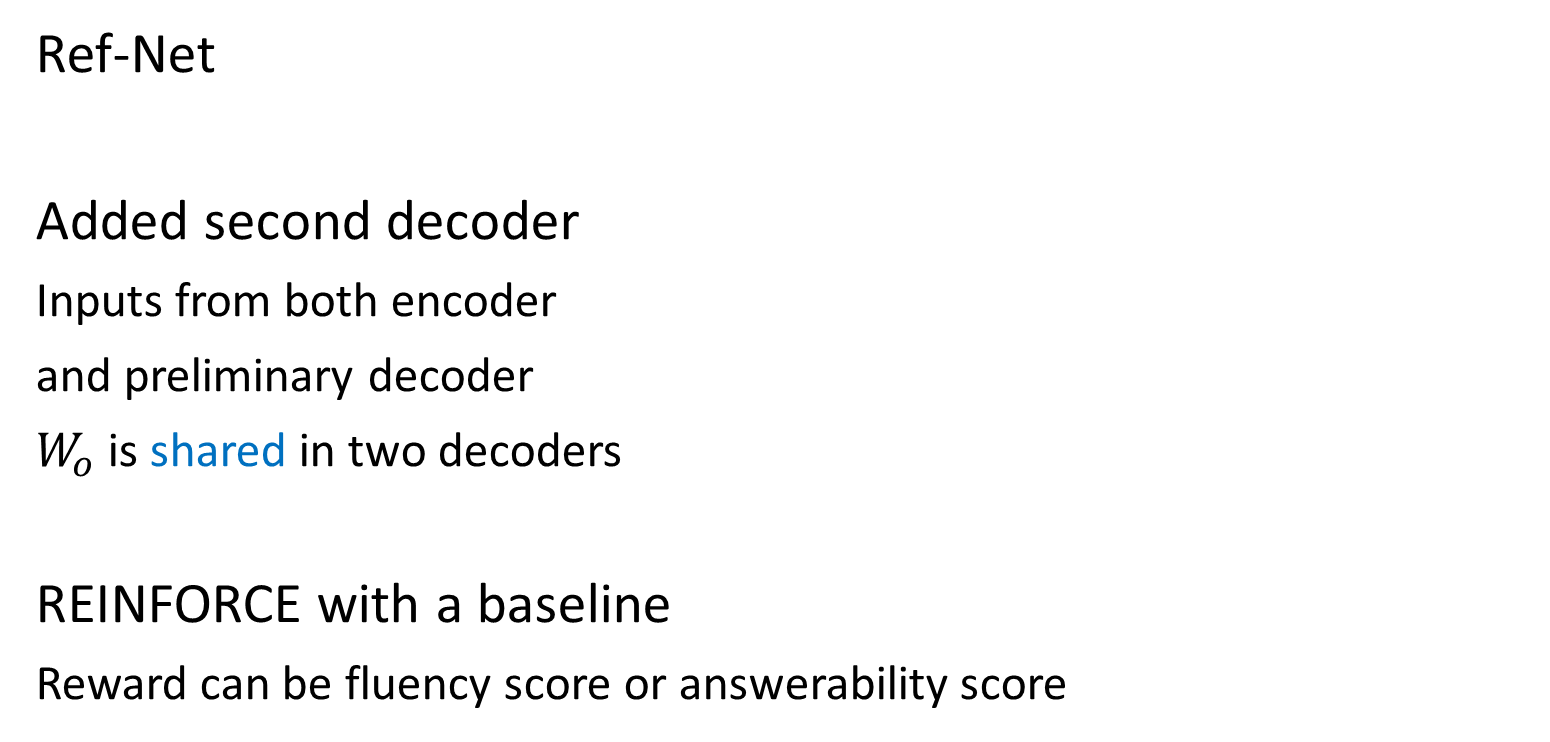 Ref-Net
Added second decoder
Inputs from both encoder
and preliminary decoder
W_o is shared in two decoders
REINFORCE with a baseline
Reward can be fluency score or answerability score